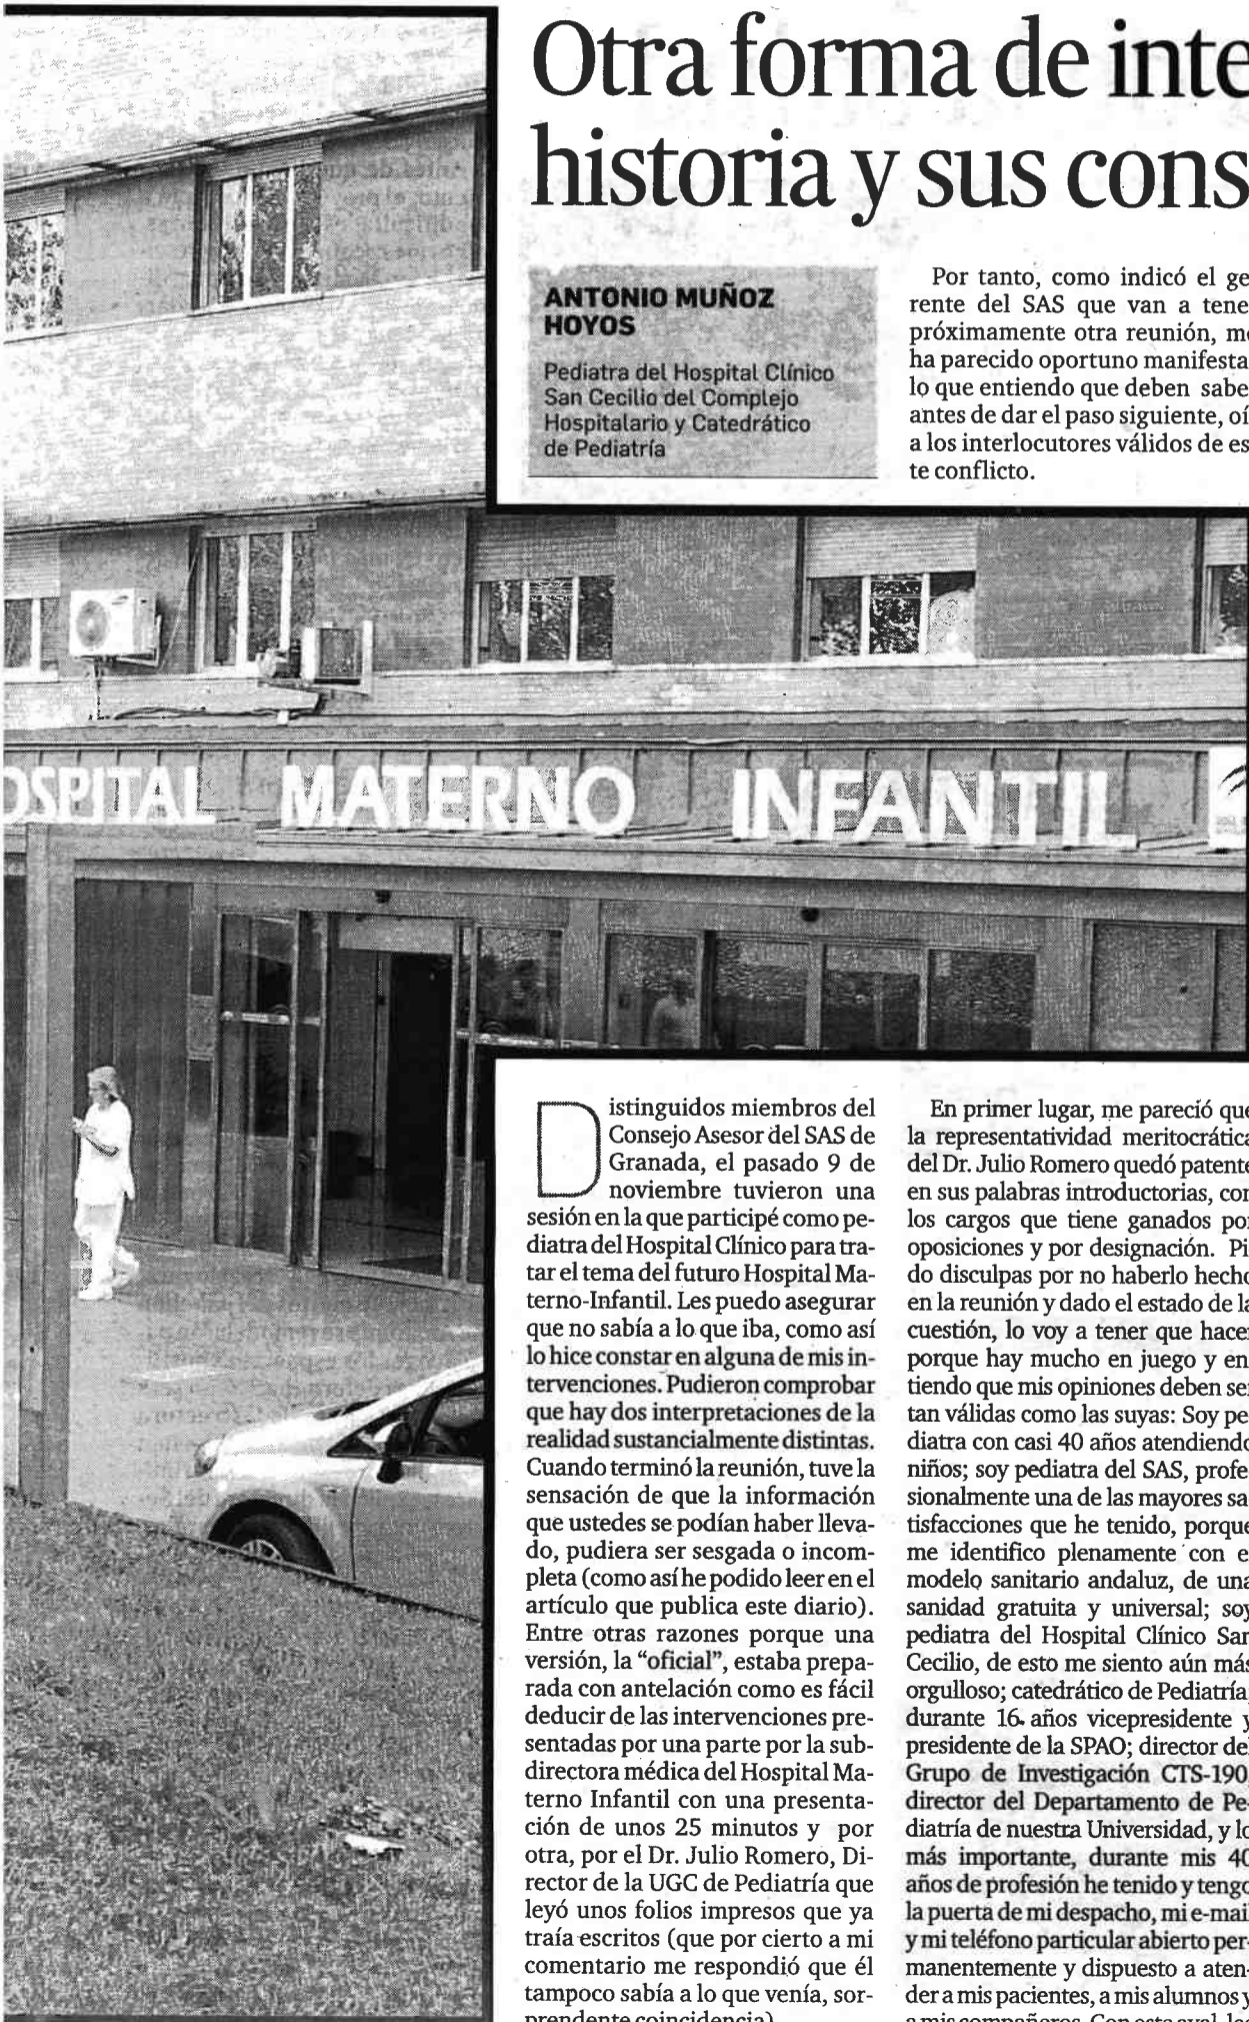 Otra forma de inte
historia y sus cons
ANTONIO MUÑOZ
HOYOS
Pediatra del Hospital Clínico
San Cecilio del Complejo
Hospitalario y Catedrático
de Pediatría
Por tanto, como indicó el ge
rente del SAS que van a tene
próximamente otra reunión, me
ha parecido oportuno manifesta
lo que entiendo que deben sabe
antes de dar el paso siguiente, oí
a los interlocutores válidos de es
te conflicto.
OSPITAL MATERNO INFANTIL
Distinguidos miembros del
Consejo Asesor del SAS de
Granada, el pasado 9 de
noviembre tuvieron una
sesión en la que participé como pe-
diatra del Hospital Clínico para tra-
tar el tema del futuro Hospital Ma-
terno-Infantil. Les puedo asegurar
que no sabía a lo que iba, como así
lo hice constar en alguna de mis in-
tervenciones. Pudieron comprobar
que hay dos interpretaciones de la
realidad sustancialmente distintas.
Cuando terminó la reunión, tuve la
sensación de que la información
que ustedes se podían haber lleva-
do, pudiera ser sesgada o incom-
pleta (como así he podido leer en el
artículo que publica este diario).
Entre otras razones porque una
versión, la “oficial”, estaba prepa-
rada con antelación como es fácil
deducir de las intervenciones pre-
sentadas por una parte por la sub-
directora médica del Hospital Ma-
terno Infantil con una presenta-
ción de unos 25 minutos y por
otra, por el Dr. Julio Romero, Di-
rector de la UGC de Pediatría que
leyó unos folios impresos que ya
traía escritos (que por cierto a mi
comentario me respondió que él
tampoco sabía a lo que venía, sor-
prendente coincidencia).
En primer lugar, me pareció que
la representatividad meritocrática
del Dr. Julio Romero quedó patente
en sus palabras introductorias, con
los cargos que tiene ganados por
oposiciones y por designación. Pi
do disculpas por no haberlo hecho
en la reunión y dado el estado de la
cuestión, lo voy a tener que hacer
porque hay mucho en juego y en
tiendo que mis opiniones deben ser
tan válidas como las suyas: Soy pe
diatra con casi 40 años atendiendo
niños; soy pediatra del SAS, profe
sionalmente una de las mayores sa
tisfacciones que he tenido, porque
me identifico plenamente con e
modelo sanitario andaluz, de una
sanidad gratuita y universal; soy
pediatra del Hospital Clínico San
Cecilio, de esto me siento aún más
orgulloso; catedrático de Pediatría;
durante 16 años vicepresidente y
presidente de la SPAO; director del
Grupo de Investigación CTS-190
director del Departamento de Pe-
diatría de nuestra Universidad, y lo
más importante, durante mis 40
años de profesión he tenido y tengo
la puerta de mi despacho, mi e-mail
y mi teléfono particular abierto per-
manentemente y dispuesto a aten-
der a mis pacientes, a mis alumnos y
a mis compañeros. Con este aval, les